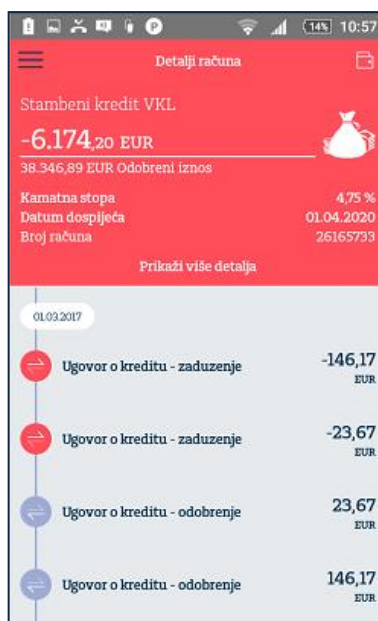 14% 10:57
Detalji računa
Stambeni kredit VKL
-6.174,20 EUR
38.346,89 EUR Odobreni iznos
Kamatna stopa 4,75 %
Datum dospijeća 01.04.2020
Broj računa 26165733
Prikaži više detalja
01.03.2017
Ugovor o kreditu - zaduzenje -146,17
EUR
Ugovor o kreditu - zaduzenje -23,67
EUR
Ugovor o kreditu - odobrenje 23,67
EUR
Ugovor o kreditu - odobrenje 146,17
EUR